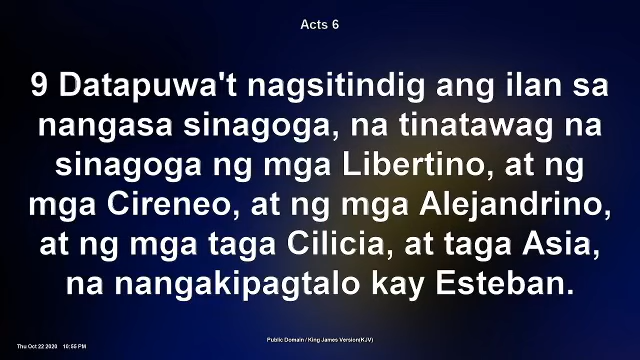 Acts 6
9 Datapuwa't nagsitindig ang ilan sa
nangasa sinagoga, na tinatawag na
sinagoga ng mga Libertino, at ng
mga Cireneo, at ng mga Alejandrino,
at ng mga taga Cilicia, at taga Asia,
na nangakipagtalo kay Esteban.
Public Domain / King James Version(KJV)
Thu Oct 22 2020 10:55 PM